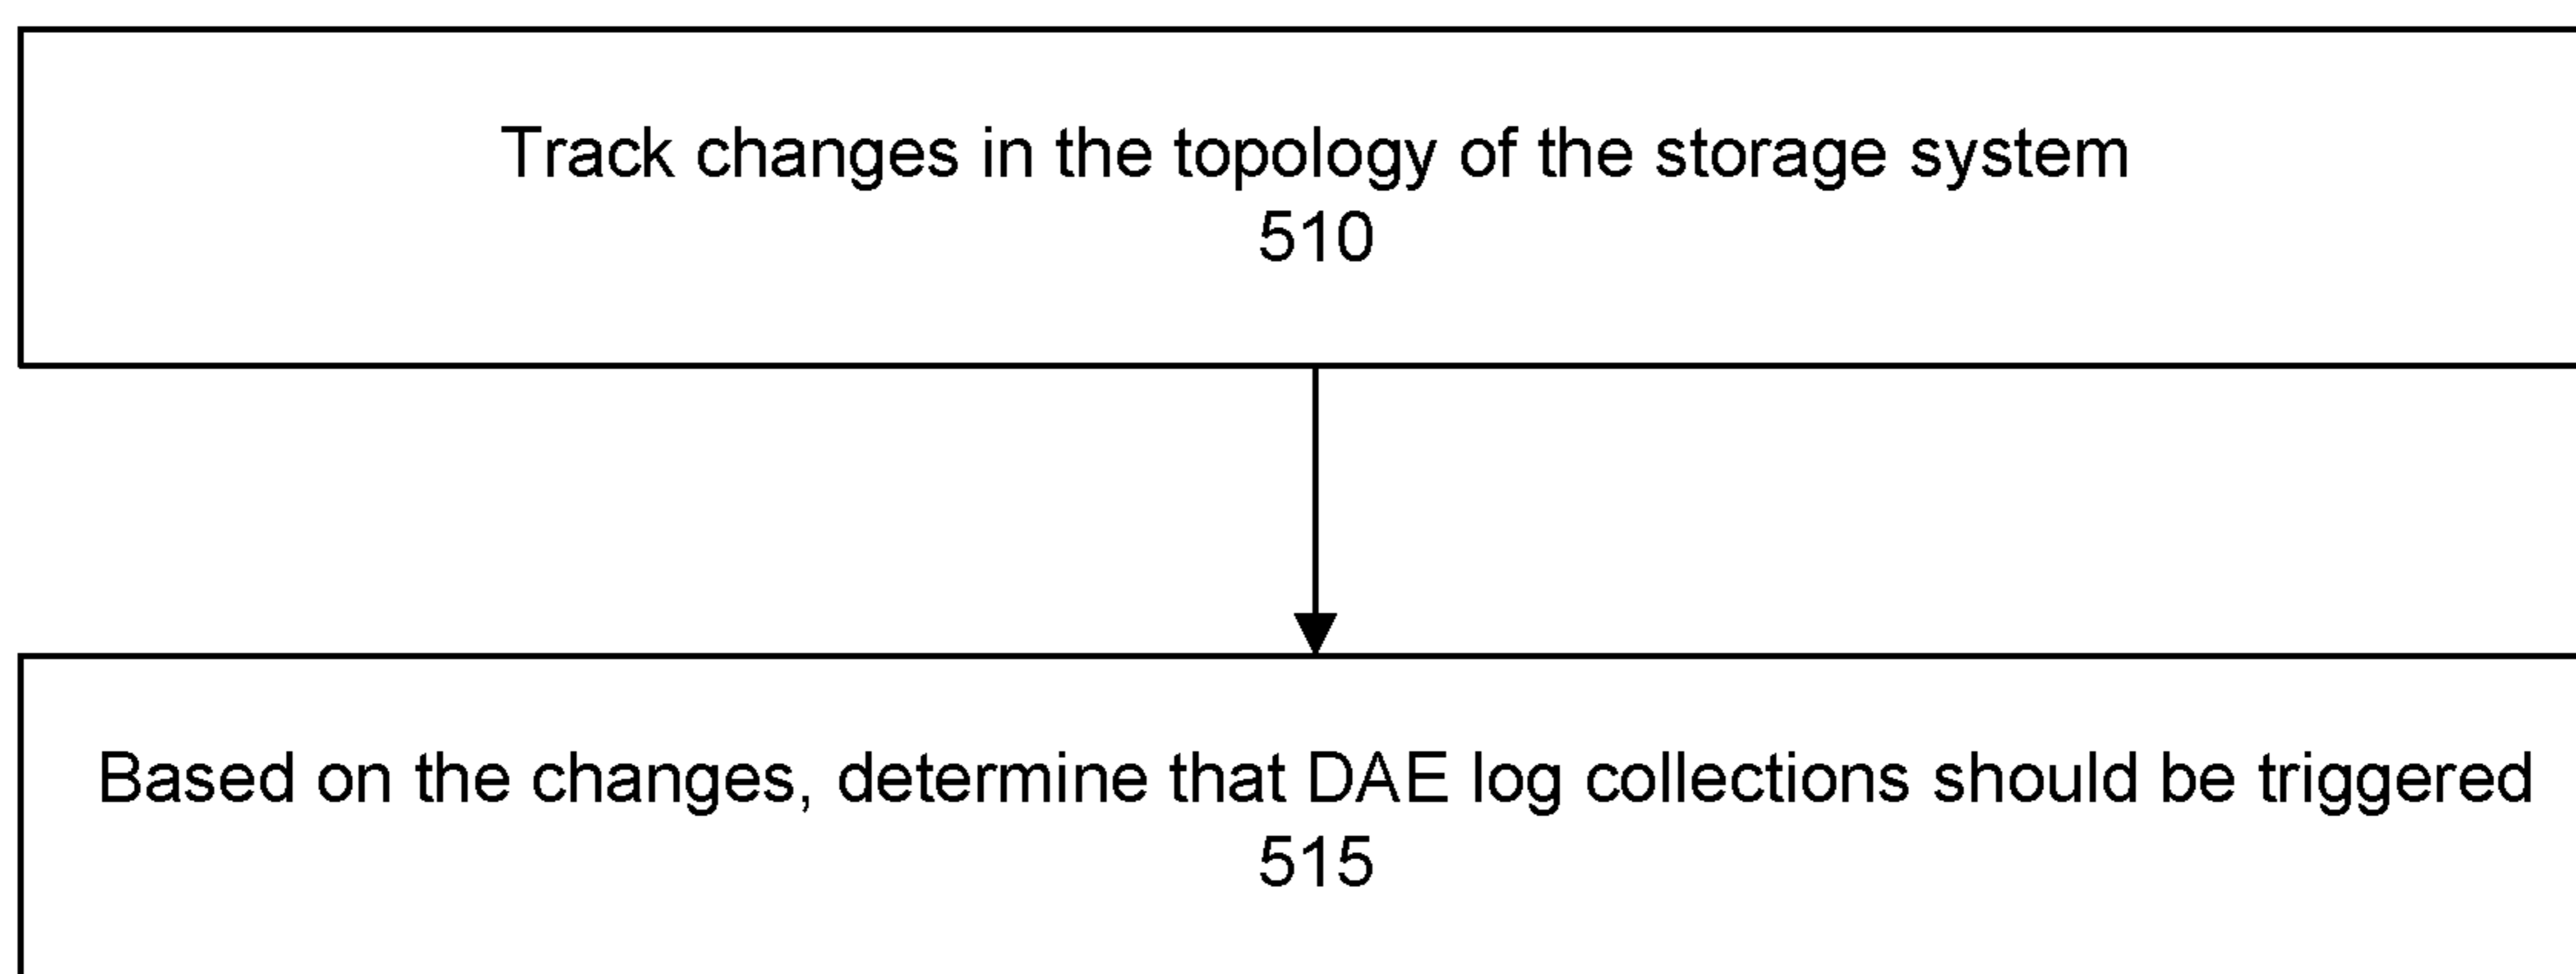 Track changes in the topology of the storage system
510
Based on the changes, determine that DAE log collections should be triggered
515